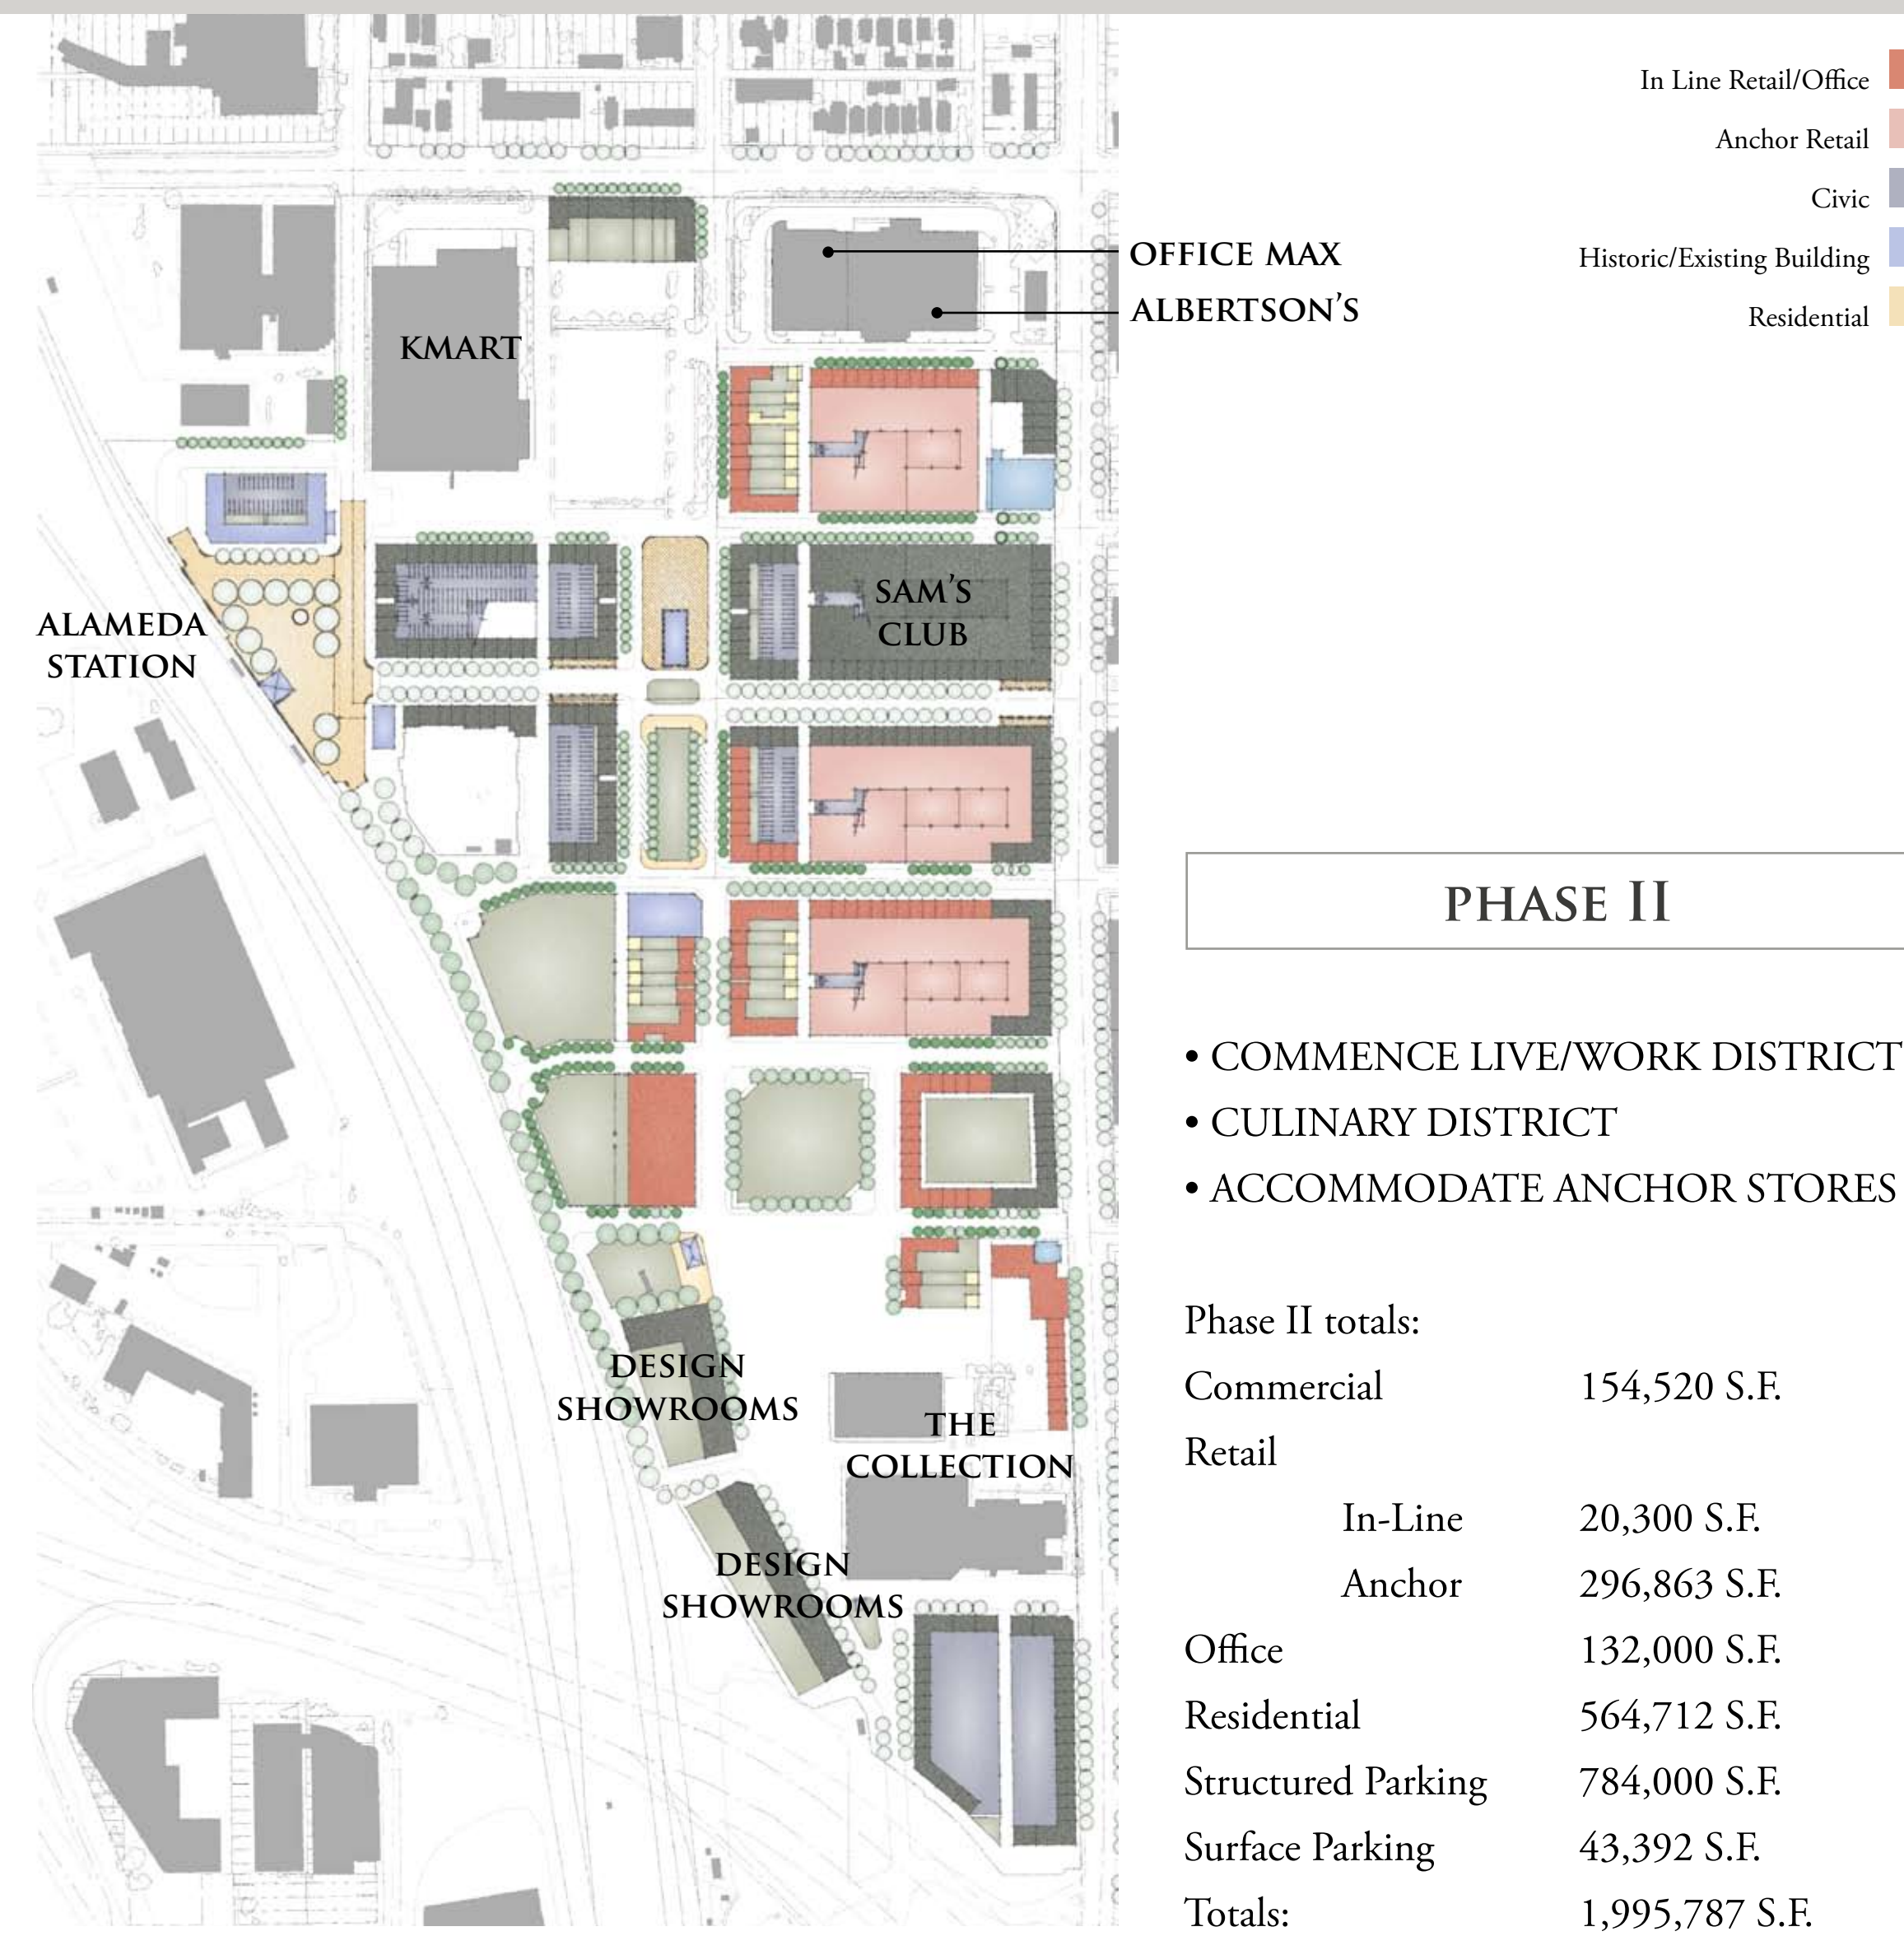 In Line Retail/Office
Anchor Retail
Civic
Historic/Existing Building
Residential
OFFICE MAX
ALBERTSON'S
KMART
ALAMEDA
STATION
SAM'S
CLUB
DESIGN
SHOWROOMS
THE
COLLECTION
DESIGN
SHOWROOMS
PHASE II
• COMMENCE LIVE/WORK DISTRICT
• CULINARY DISTRICT
• ACCOMMODATE ANCHOR STORES
Phase II totals:
Commercial 154,520 S.F.
Retail
In-Line 20,300 S.F.
Anchor 296,863 S.F.
Office 132,000 S.F.
Residential 564,712 S.F.
Structured Parking 784,000 S.F.
Surface Parking 43,392 S.F.
Totals: 1,995,787 S.F.